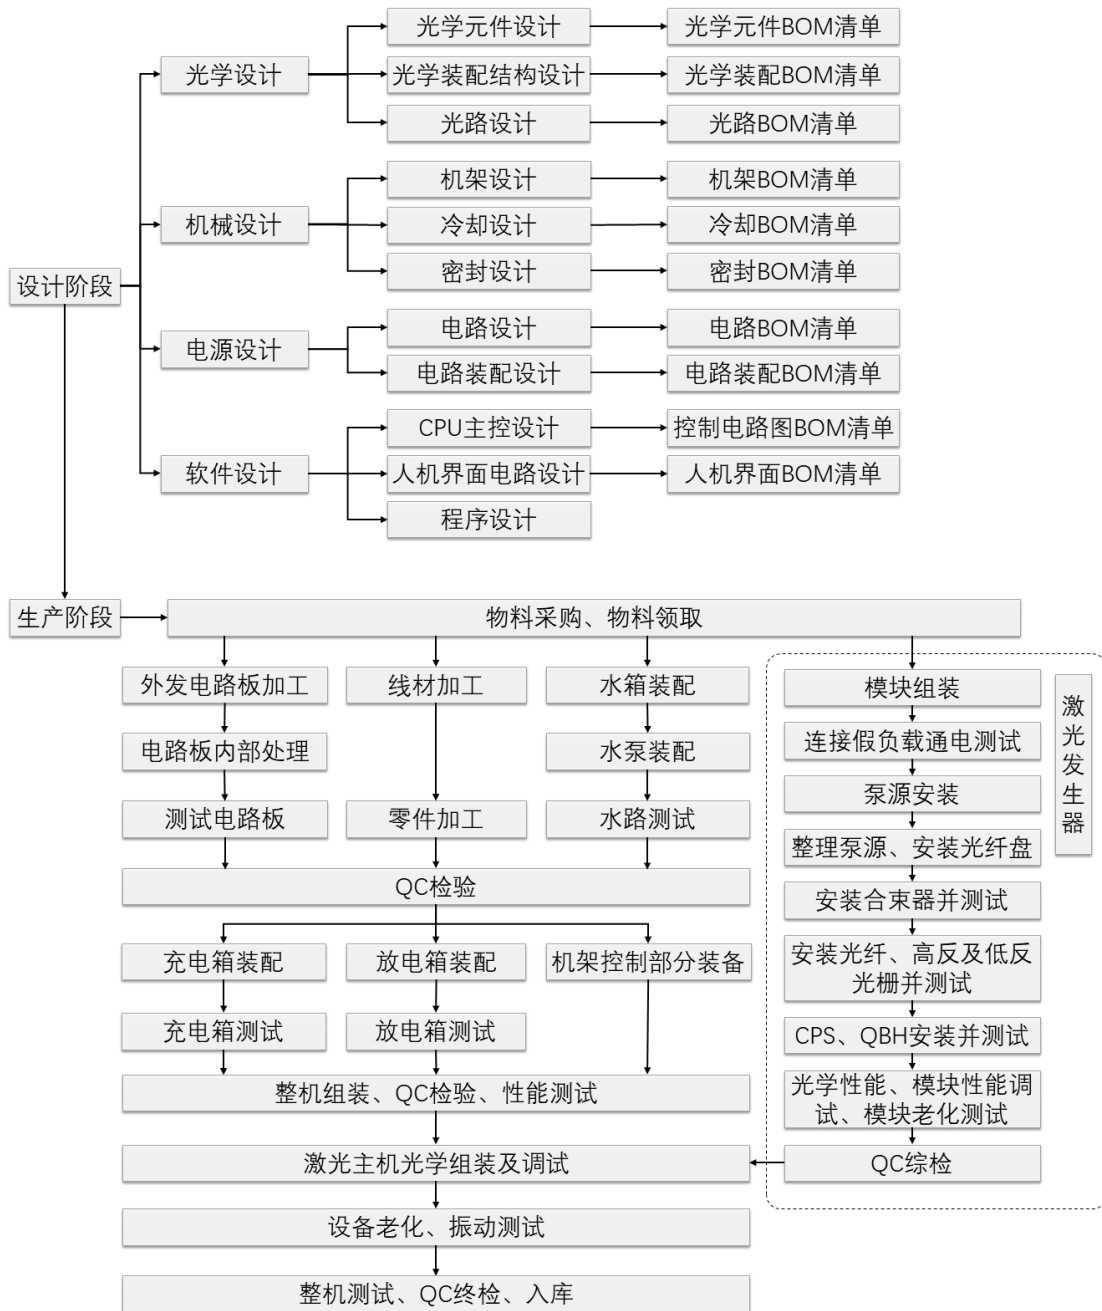 光学元件设计
光学元件BOM清单
光学设计
光学装配结构设计
光学装配BOM清单
光路设计
光路BOM清单
机架设计
机架BOM清单
机械设计
冷却设计
冷却BOM清单
密封设计
密封BOM清单
设计阶段
电路设计
电路BOM清单
电源设计
电路装配设计
电路装配BOM清单
CPU主控设计
控制电路图BOM清单
软件设计
人机界面电路设计
人机界面BOM清单
程序设计
生产阶段
物料采购、物料领取
外发电路板加工
线材加工
水箱装配
电路板内部处理
水泵装配
测试电路板
零件加工
水路测试
QC检验
充电箱装配
放电箱装配
机架控制部分装备
充电箱测试
放电箱测试
整机组装、QC检验、性能测试
激光发生器
模块组装
连接假负载通电测试
泵源安装
整理泵源、安装光纤盘
安装合束器并测试
安装光纤、高反及低反
光栅并测试
CPS、QBH安装并测试
光学性能、模块性能调
试、模块老化测试
QC综检
激光主机光学组装及调试
设备老化、振动测试
整机测试、QC终检、入库